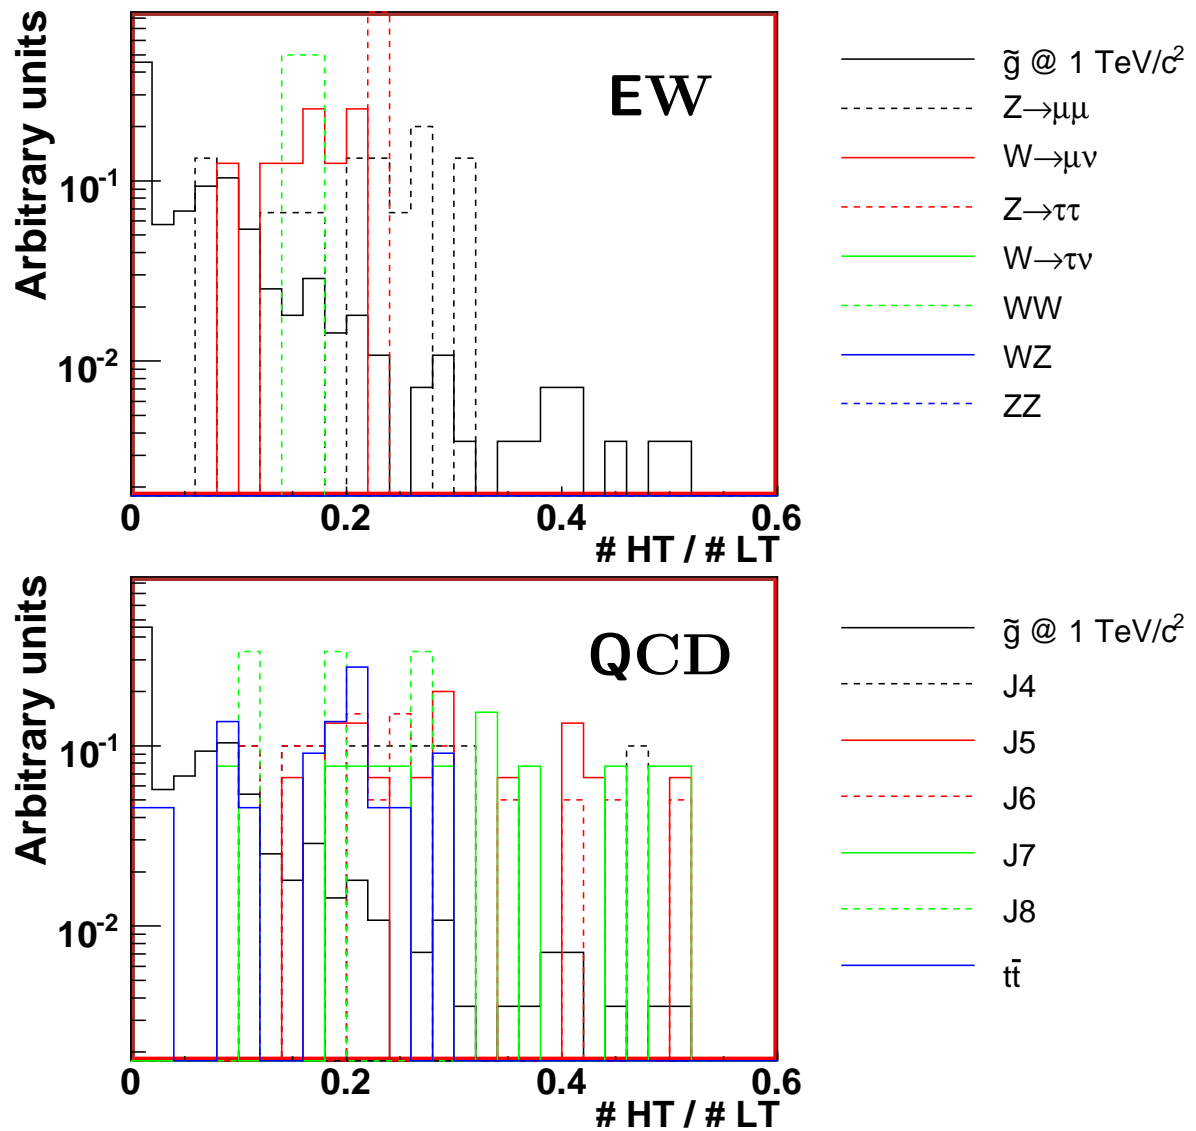 Arbitrary units
EW
10⁻¹
10⁻²
0 0.2 0.4 0.6
# HT / # LT
g̃ @ 1 TeV/c²
Z→μμ
W→μν
Z→ττ
W→τν
WW
WZ
ZZ
Arbitrary units
QCD
10⁻¹
10⁻²
0 0.2 0.4 0.6
# HT / # LT
g̃ @ 1 TeV/c²
J4
J5
J6
J7
J8
tt̄